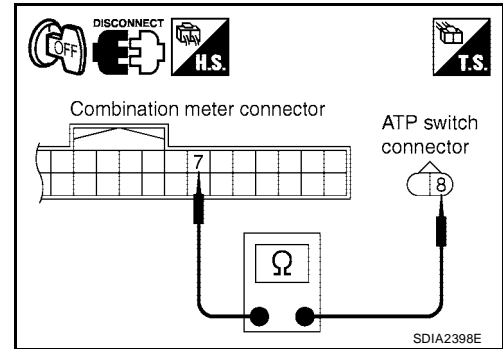 OFF
DISCONNECT
H.S.
T.S.
Combination meter connector
ATP switch
connector
7
8
Ω
SDIA2398E